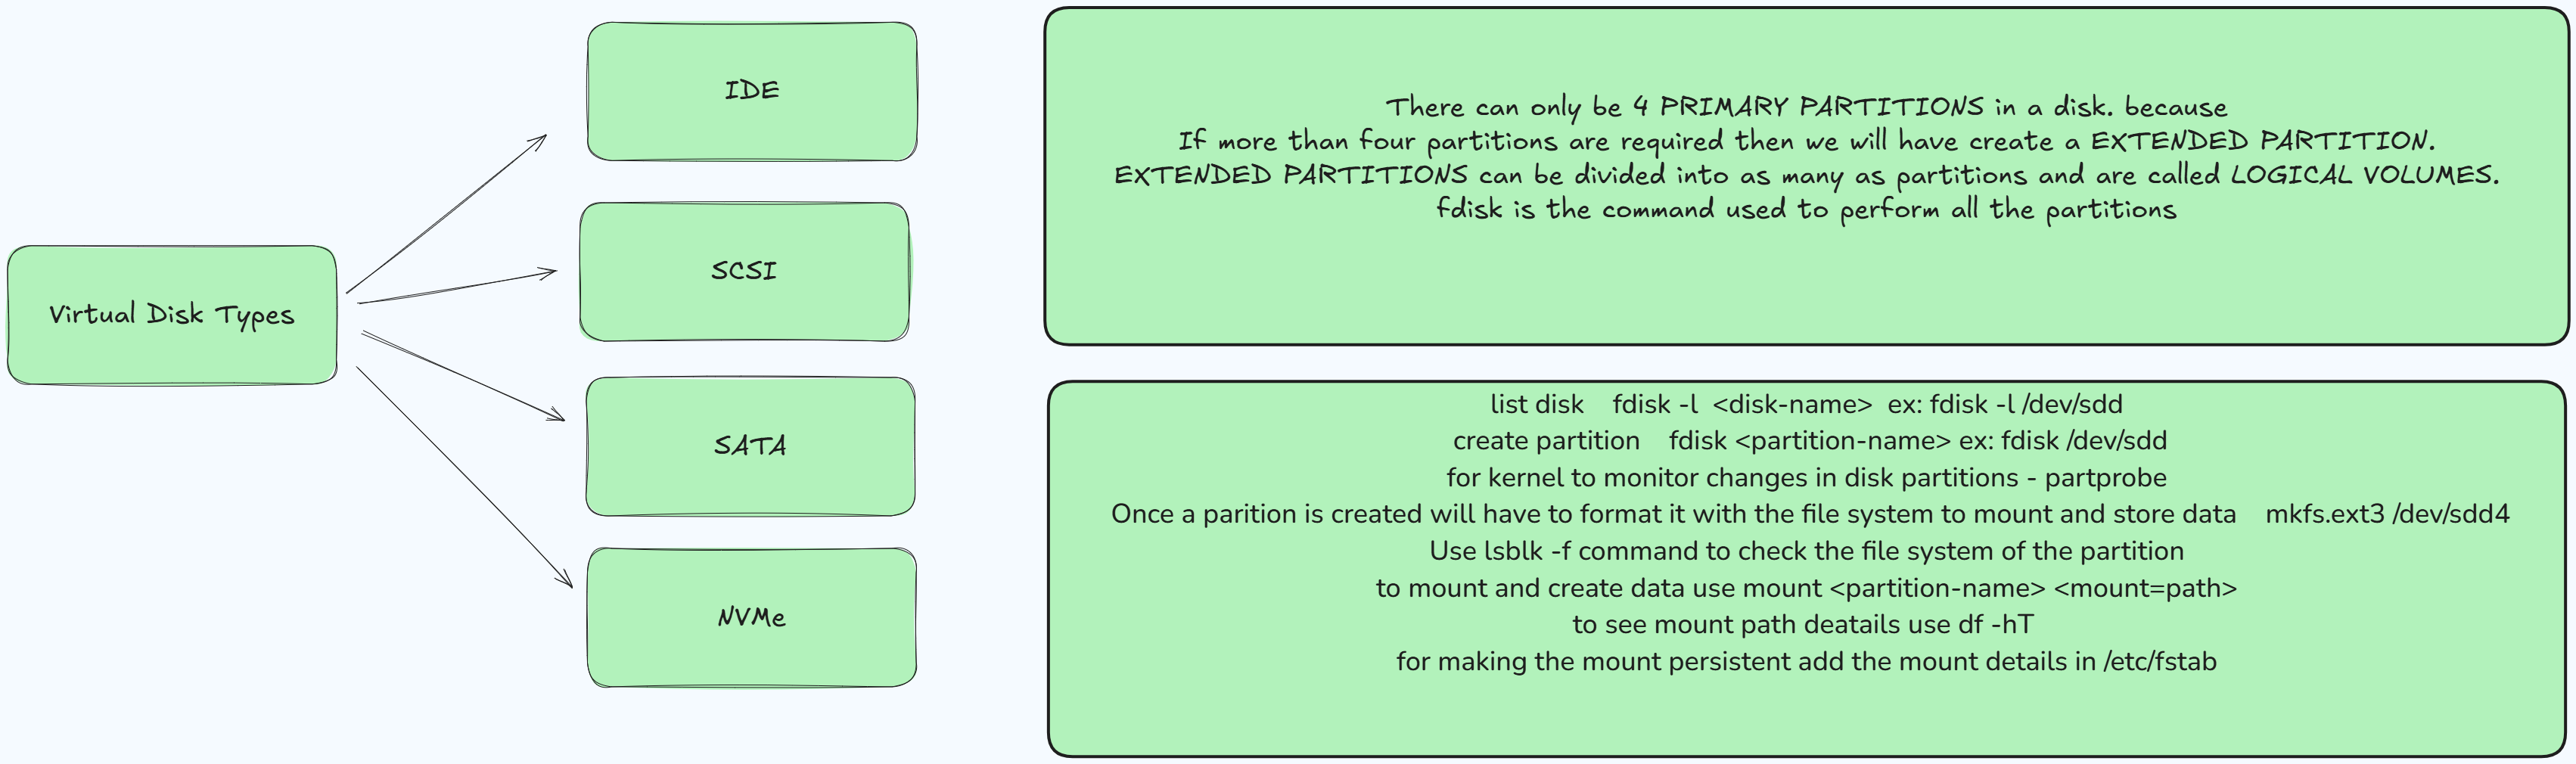 Virtual Disk Types
IDE
SCSI
SATA
NVMe
There can only be 4 PRIMARY PARTITIONS in a disk. because
If more than four partitions are required then we will have create a EXTENDED PARTITION.
EXTENDED PARTITIONS can be divided into as many as partitions and are called LOGICAL VOLUMES.
fdisk is the command used to perform all the partitions
list disk    fdisk -l  <disk-name>  ex: fdisk -l /dev/sdd
create partition    fdisk <partition-name> ex: fdisk /dev/sdd
for kernel to monitor changes in disk partitions - partprobe
Once a parition is created will have to format it with the file system to mount and store data    mkfs.ext3 /dev/sdd4
Use lsblk -f command to check the file system of the partition
to mount and create data use mount <partition-name> <mount=path>
to see mount path deatails use df -hT
for making the mount persistent add the mount details in /etc/fstab